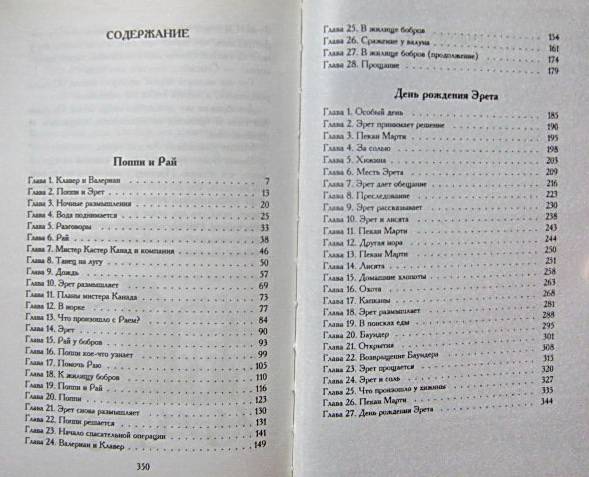 СОДЕРЖАНИЕ
Поппи и Рай
Глава 1. Клавер и Валериан 7
Глава 2. Поппи и Эрет 13
Глава 3. Ночные размышления 20
Глава 4. Вода поднимается 25
Глава 5. Разговоры 33
Глава 6. Рай 38
Глава 7. Мистер Кастер Канад и компания 46
Глава 8. Танец на лугу 50
Глава 9. Дождь 57
Глава 10. Эрет размышляет 69
Глава 11. Планы мистера Канада 73
Глава 12. В норке 77
Глава 13. Что произошло с Раем? 84
Глава 14. Эрет 90
Глава 15. Рай у бобров 93
Глава 16. Поппи кое-что узнает 99
Глава 17. Помочь Раю 105
Глава 18. К жилищу бобров 110
Глава 19. Поппи и Рай 116
Глава 20. Поппи 123
Глава 21. Эрет снова размышляет 130
Глава 22. Поппи решается 131
Глава 23. Начало спасательной операции 141
Глава 24. Валериан и Клавер 149
350
Глава 25. В жилище бобров 154
Глава 26. Сражение у валуна 161
Глава 27. В жилище бобров (продолжение) 174
Глава 28. Прощание 179
День рождения Эрета
Глава 1. Особый день 185
Глава 2. Эрет принимает решение 190
Глава 3. Пекан Марти 195
Глава 4. За солью 198
Глава 5. Хижина 203
Глава 6. Месть Эрета 209
Глава 7. Эрет дает обещание 216
Глава 8. Преследование 223
Глава 9. Эрет рассказывает 230
Глава 10. Эрет и лисята 238
Глава 11. Пекан Марти 243
Глава 12. Другая нора 244
Глава 13. Пекан Марти 250
Глава 14. Лисята 251
Глава 15. Домашние хлопоты 258
Глава 16. Охота 263
Глава 17. Капканы 268
Глава 18. Эрет размышляет 281
Глава 19. В поисках еды 288
Глава 20. Баундер 295
Глава 21. Открытия 301
Глава 22. Возвращение Баундера 308
Глава 23. Эрет прощается 315
Глава 24. Эрет и соль 320
Глава 25. Что произошло у хижины 327
Глава 26. Пекан Марти 335
Глава 27. День рождения Эрета 344